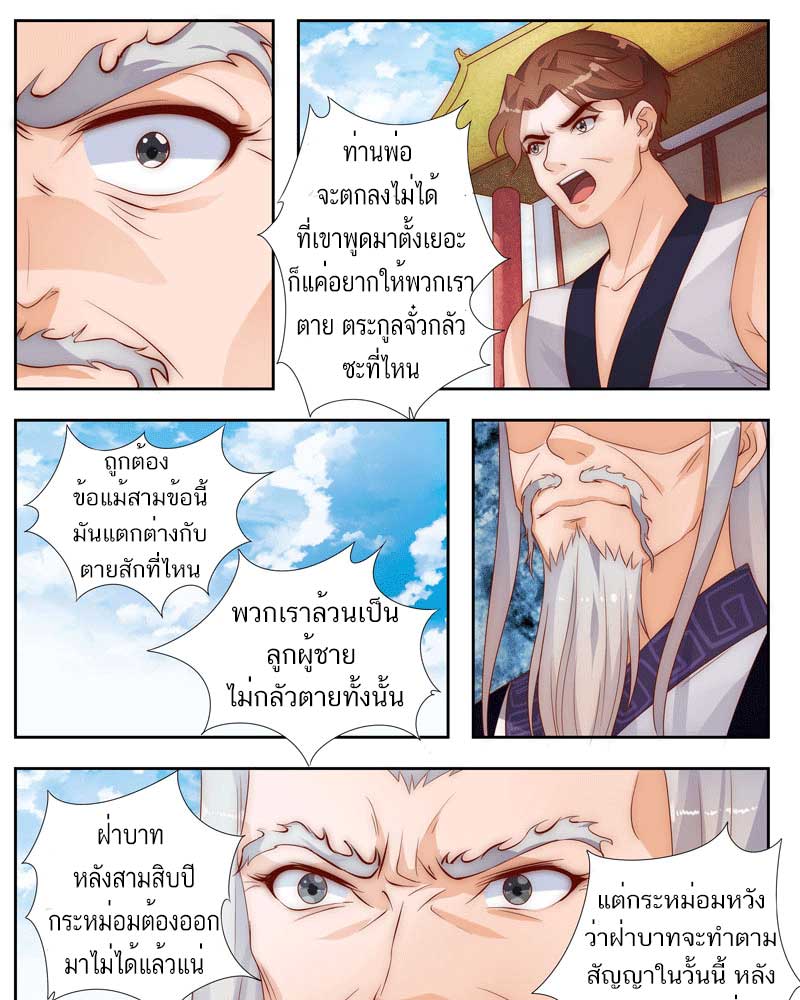 ท่านพ่อ
จะตกลงไม่ได้
ที่เขาพูดมาตั้งเยอะ
ก็แค่อยากให้พวกเรา
ตาย ตระกูลจั๋วกลัว
ซะที่ไหน
ถูกต้อง
ข้อแม้สามข้อนี้
มันแตกต่างกับ
ตายสักที่ไหน
พวกเราล้วนเป็น
ลูกผู้ชาย
ไม่กลัวตายทั้งนั้น
ฝ่าบาท
หลังสามสิบปี
กระหม่อมต้องออก
มาไม่ได้แล้วแน่
แต่กระหม่อมหวัง
ว่าฝ่าบาทจะทำตาม
สัญญาในวั้นนี้ หลัง